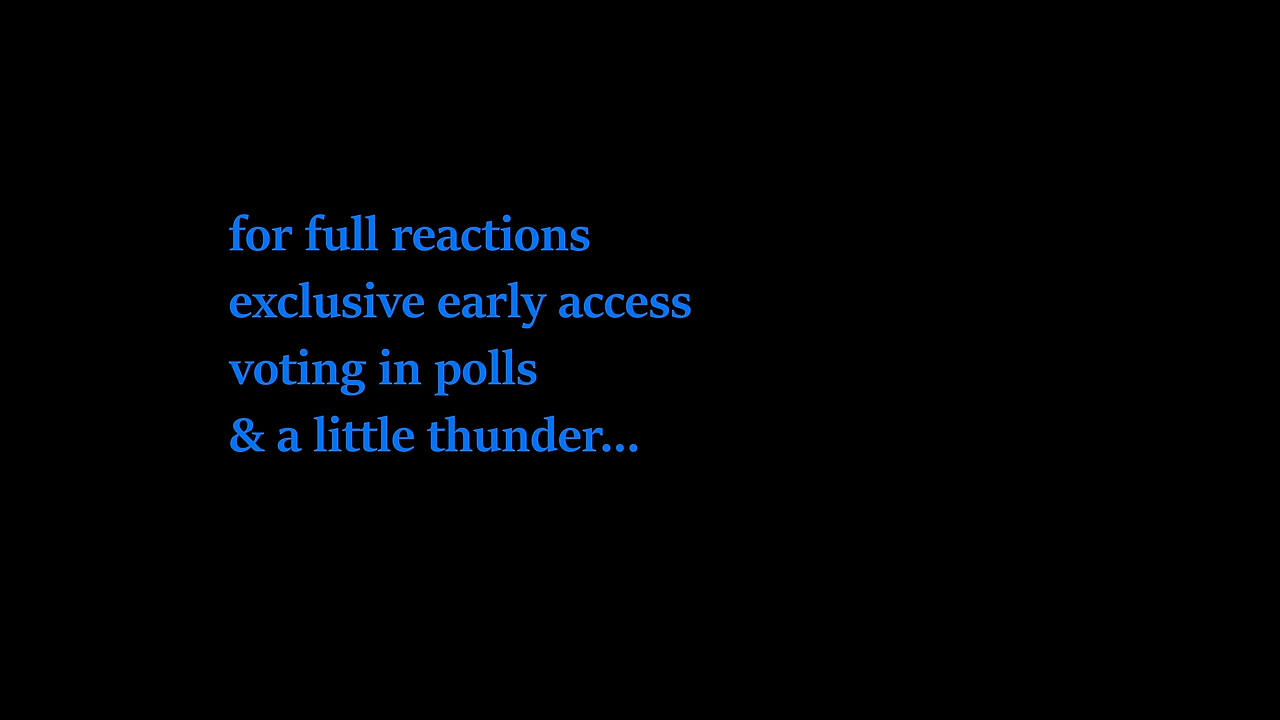 for full reactions
exclusive early access
voting in polls
& a little thunder...